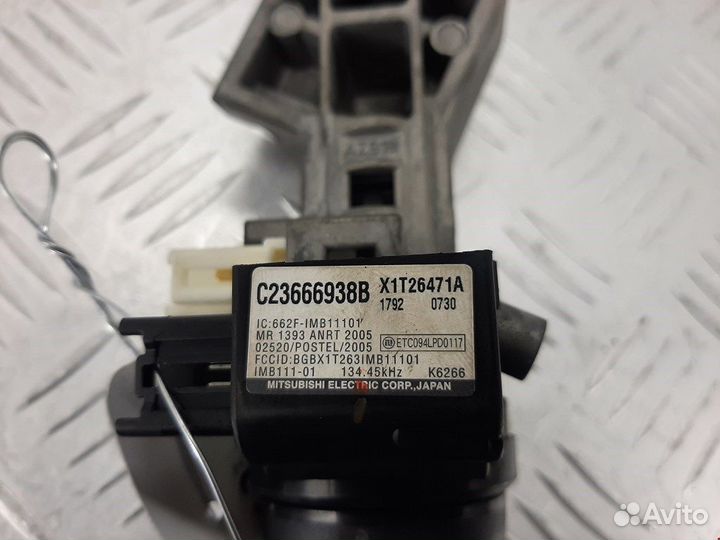 C23666938B X1T26471A
1792 0730
IC:662F-IMB11101
MR 1393 ANRT 2005
02520/POSTEL/2005 ETC094LPD0117
FCCID:BGBX1T263IMB11101
IMB111-01 134.45kHz K6266
MITSUBISHI ELECTRIC CORP.,JAPAN
Avito